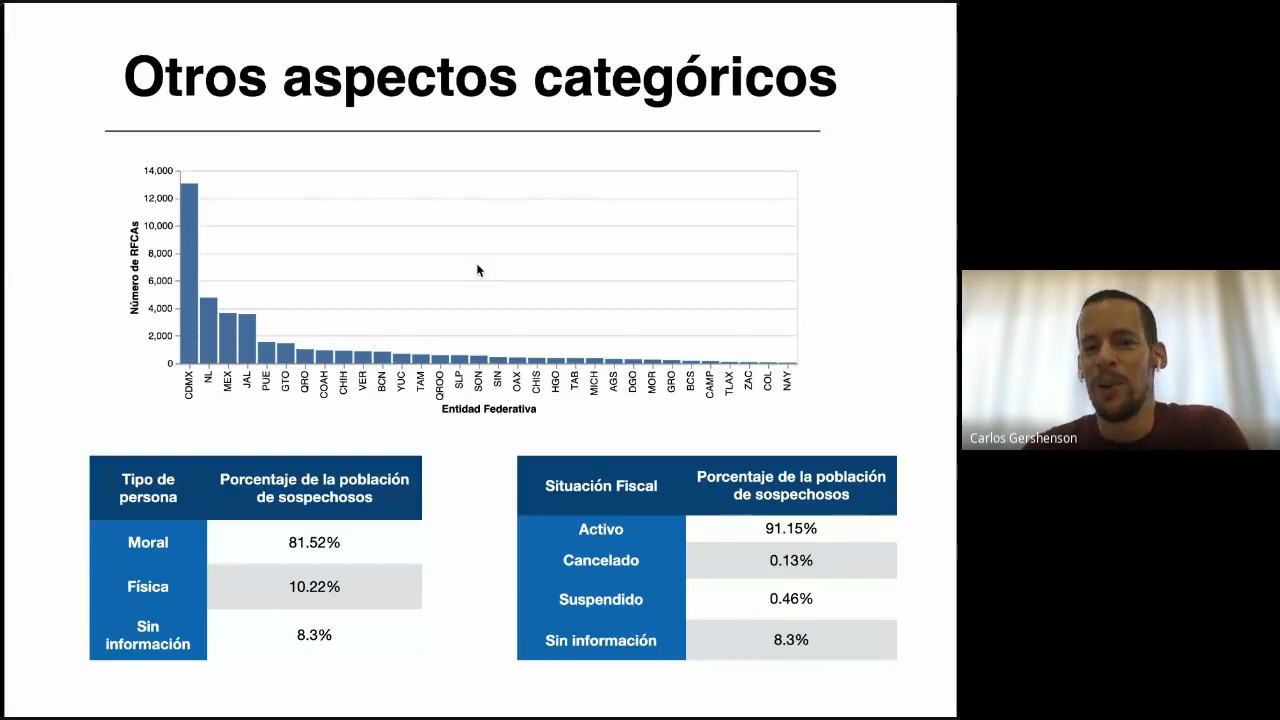 Otros aspectos categóricos
14,000
12,000
10,000
8,000
6,000
4,000
2,000
0
Número de RFCAs
CDMX
NL
MEX
JAL
PUE
GTO
QRO
COAH
CHIH
VER
BCN
YUC
TAM
QROO
SLP
SON
SIN
OAX
CHIS
HGO
TAB
MICH
AGS
DGO
MOR
GRO
BCS
CAMP
TLAX
ZAC
COL
NAY
Entidad Federativa
Tipo de
persona
Porcentaje de la población
de sospechosos
Moral
81.52%
Física
10.22%
Sin
información
8.3%
Situación Fiscal
Porcentaje de la población
de sospechosos
Activo
91.15%
Cancelado
0.13%
Suspendido
0.46%
Sin información
8.3%
Carlos Gershenson